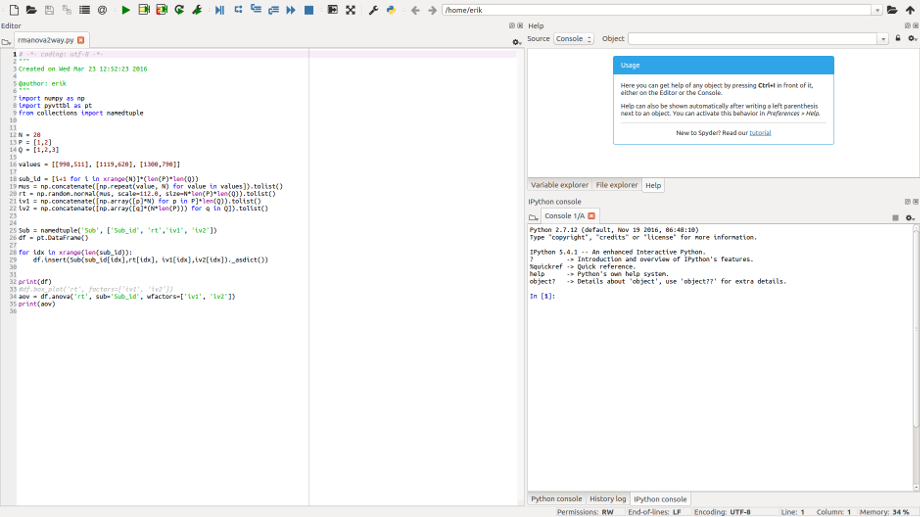 /home/erik
Editor
Help
rmanova2way.py
Source Console Object
1 # -*- coding: utf-8 -*-
2 """
3 Created on Wed Mar 23 12:52:23 2016
4
5 @author: erik
6 """
7 import numpy as np
8 import pyvttbl as pt
9 from collections import namedtuple
10
11
12 N = 20
13 P = [1,2]
14 Q = [1,2,3]
15
16 values = [[990,511], [1119,620], [1300,790]]
17
18 sub_id = [i+1 for i in xrange(N)]*(len(P)*len(Q))
19 mus = np.concatenate([np.repeat(value, N) for value in values]).tolist()
20 rt = np.random.normal(mus, scale=112.0, size=N*len(P)*len(Q)).tolist()
21 iv1 = np.concatenate([np.array([p]*N) for p in P]*len(Q)).tolist()
22 iv2 = np.concatenate([np.array([q]*(N*len(P))) for q in Q]).tolist()
23
24
25 Sub = namedtuple('Sub', ['Sub_id', 'rt','iv1', 'iv2'])
26 df = pt.DataFrame()
27
28 for idx in xrange(len(sub_id)):
29     df.insert(Sub(sub_id[idx],rt[idx], iv1[idx],iv2[idx])._asdict())
30
31
32 print(df)
33 #df.box_plot('rt', factors=['iv1', 'iv2'])
34 aov = df.anova('rt', sub='Sub_id', wfactors=['iv1', 'iv2'])
35 print(aov)
36
Usage
Here you can get help of any object by pressing Ctrl+I in front of it,
either on the Editor or the Console.
Help can also be shown automatically after writing a left parenthesis
next to an object. You can activate this behavior in Preferences > Help.
New to Spyder? Read our tutorial
Variable explorer File explorer Help
IPython console
Console 1/A
Python 2.7.12 (default, Nov 19 2016, 06:48:10)
Type "copyright", "credits" or "license" for more information.
IPython 5.4.1 -- An enhanced Interactive Python.
? -> Introduction and overview of IPython's features.
%quickref -> Quick reference.
help -> Python's own help system.
object? -> Details about 'object', use 'object??' for extra details.
In [1]:
Python console History log IPython console
Permissions: RW End-of-lines: LF Encoding: UTF-8 Line: 1 Column: 1 Memory: 34 %